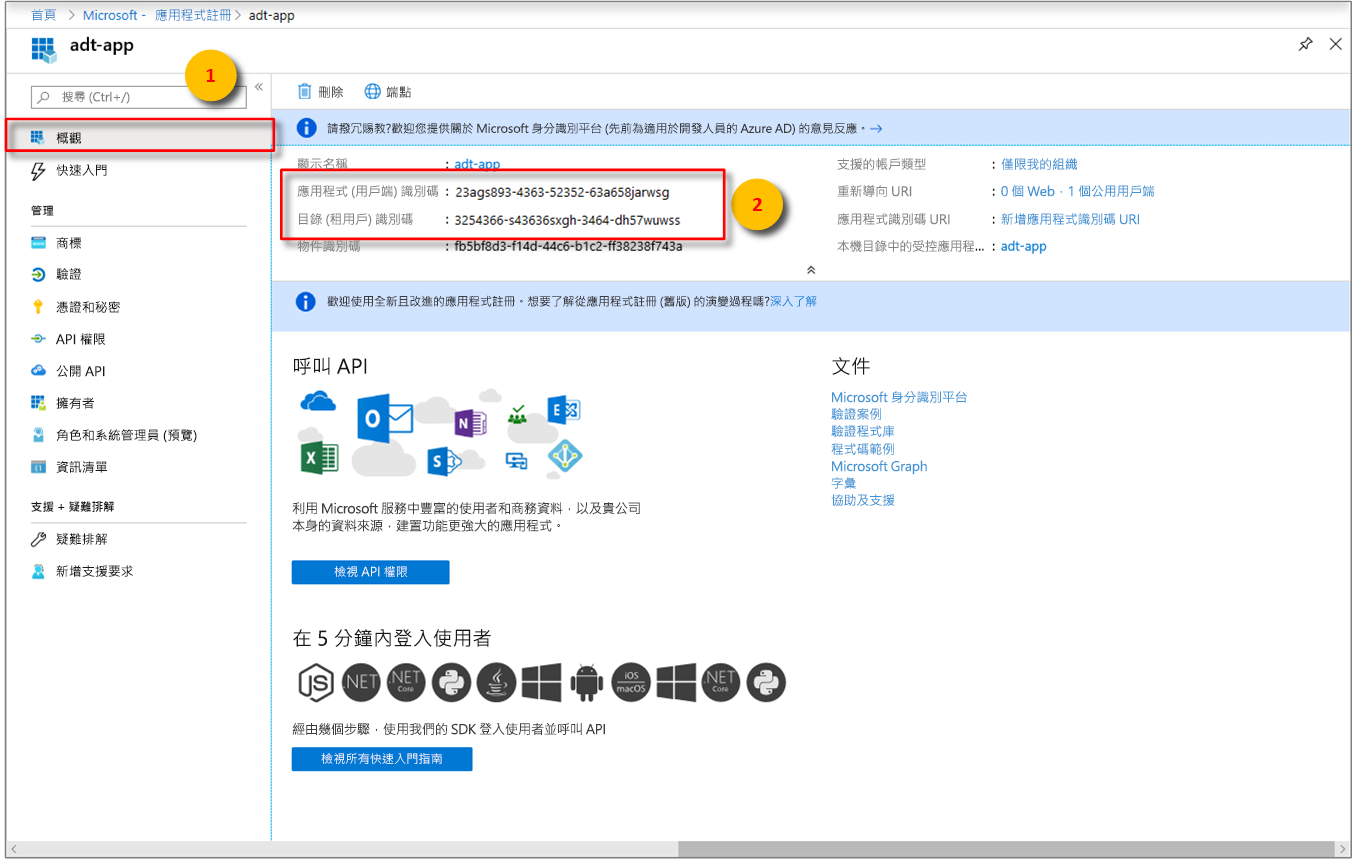 首頁 > Microsoft - 應用程式註冊 > adt-app
adt-app
1
搜尋 (Ctrl+/)
«
刪除
端點
概觀
快速入門
管理
商標
驗證
憑證和秘密
API 權限
公開 API
擁有者
角色和系統管理員 (預覽)
資訊清單
支援 + 疑難排解
疑難排解
新增支援要求
請撥冗賜教?歡迎您提供關於 Microsoft 身分識別平台 (先前為適用於開發人員的 Azure AD) 的意見反應。→
顯示名稱 : adt-app
應用程式 (用戶端) 識別碼 : 23ags893-4363-52352-63a658jarwsg
目錄 (租用戶) 識別碼 : 3254366-s43636sxgh-3464-dh57wuwss
物件識別碼 : fb5bf8d3-f14d-44c6-b1c2-ff38238f743a
2
支援的帳戶類型 : 僅限我的組織
重新導向 URI : 0 個 Web，1 個公用用戶端
應用程式識別碼 URI : 新增應用程式識別碼 URI
本機目錄中的受控應用程... : adt-app
歡迎使用全新且改進的應用程式註冊。想要了解從應用程式註冊 (舊版) 的演變過程嗎?深入了解
呼叫 API
O
N
E
X
S
利用 Microsoft 服務中豐富的使用者和商務資料，以及貴公司
本身的資料來源，建置功能更強大的應用程式。
檢視 API 權限
文件
Microsoft 身分識別平台
驗證案例
驗證程式庫
程式碼範例
Microsoft Graph
字彙
協助及支援
在 5 分鐘內登入使用者
JS
.NET
.NET
Core
iOS
macOS
.NET
Core
經由幾個步驟，使用我們的 SDK 登入使用者並呼叫 API
檢視所有快速入門指南